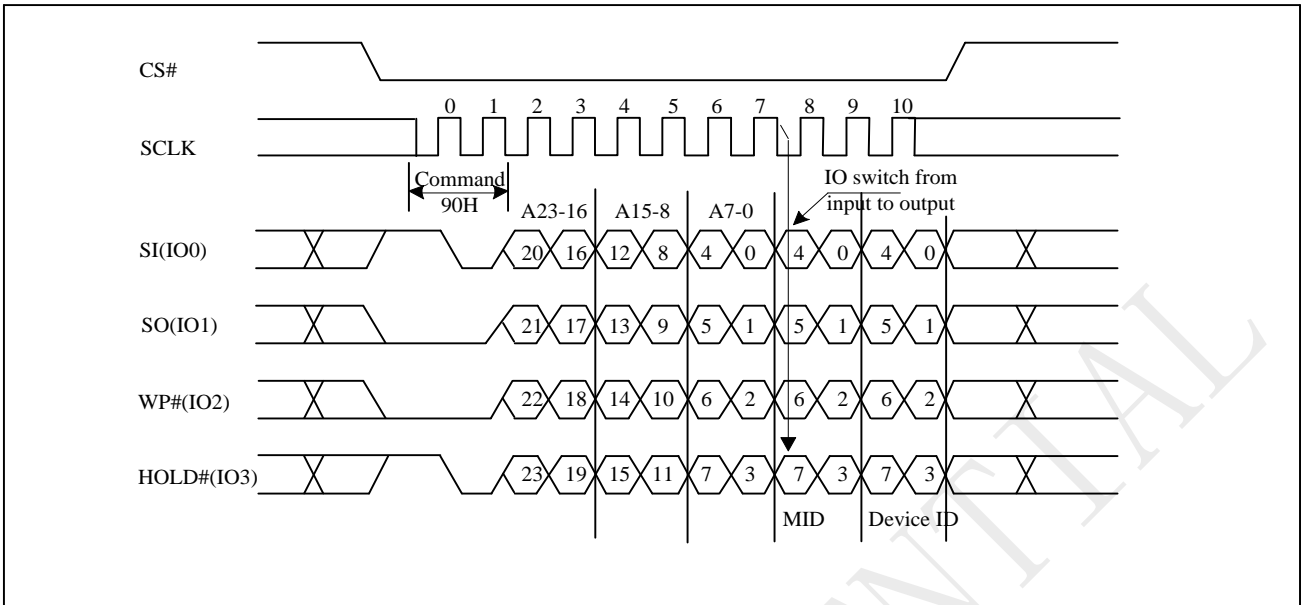 CS#
0 1 2 3 4 5 6 7 8 9 10
SCLK
Command
90H
IO switch from
input to output
A23-16 A15-8 A7-0
SI(IO0) 20 16 12 8 4 0 4 0 4 0
SO(IO1) 21 17 13 9 5 1 5 1 5 1
WP#(IO2) 22 18 14 10 6 2 6 2 6 2
HOLD#(IO3) 23 19 15 11 7 3 7 3 7 3
MID Device ID